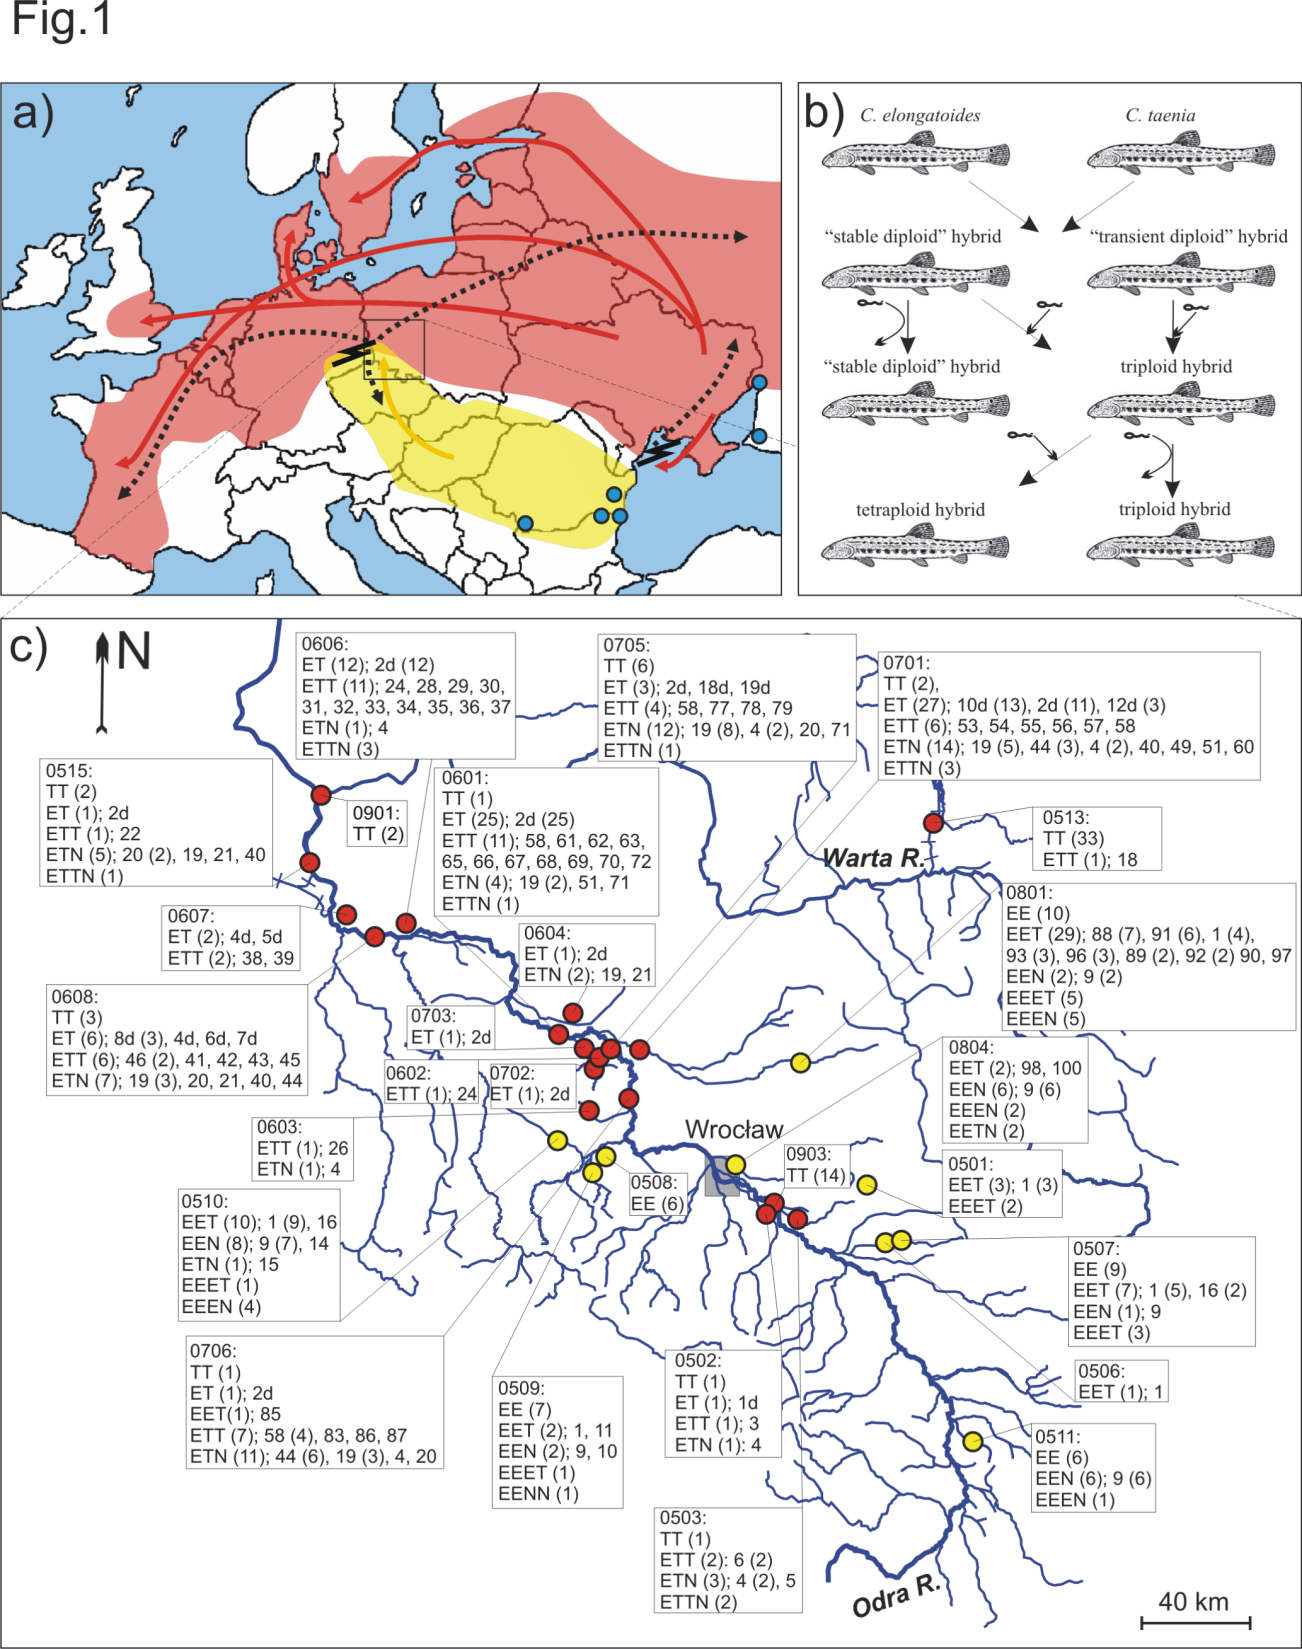 Fig.1
a)
b)
C. elongatoides
C. taenia
“stable diploid” hybrid
“transient diploid” hybrid
“stable diploid” hybrid
triploid hybrid
tetraploid hybrid
triploid hybrid
c)
N
0606:
ET (12); 2d (12)
ETT (11); 24, 28, 29, 30,
31, 32, 33, 34, 35, 36, 37
ETN (1); 4
ETTN (3)
0705:
TT (6)
ET (3); 2d, 18d, 19d
ETT (4); 58, 77, 78, 79
ETN (12); 19 (8), 4 (2), 20, 71
ETTN (1)
0701:
TT (2),
ET (27); 10d (13), 2d (11), 12d (3)
ETT (6); 53, 54, 55, 56, 57, 58
ETN (14); 19 (5), 44 (3), 4 (2), 40, 49, 51, 60
ETTN (3)
0515:
TT (2)
ET (1); 2d
ETT (1); 22
ETN (5); 20 (2), 19, 21, 40
ETTN (1)
0901:
TT (2)
0601:
TT (1)
ET (25); 2d (25)
ETT (11); 58, 61, 62, 63,
65, 66, 67, 68, 69, 70, 72
ETN (4); 19 (2), 51, 71
ETTN (1)
0513:
TT (33)
ETT (1); 18
Warta R.
0801:
EE (10)
EET (29); 88 (7), 91 (6), 1 (4),
93 (3), 96 (3), 89 (2), 92 (2) 90, 97
EEN (2); 9 (2)
EEET (5)
EEEN (5)
0607:
ET (2); 4d, 5d
ETT (2); 38, 39
0604:
ET (1); 2d
ETN (2); 19, 21
0608:
TT (3)
ET (6); 8d (3), 4d, 6d, 7d
ETT (6); 46 (2), 41, 42, 43, 45
ETN (7); 19 (3), 20, 21, 40, 44
0703:
ET (1); 2d
0602:
ETT (1); 24
0702:
ET (1); 2d
0804:
EET (2); 98, 100
EEN (6); 9 (6)
EEEN (2)
EETN (2)
0603:
ETT (1); 26
ETN (1); 4
Wrocław
0903:
TT (14)
0501:
EET (3); 1 (3)
EEET (2)
0508:
EE (6)
0510:
EET (10); 1 (9), 16
EEN (8); 9 (7), 14
ETN (1); 15
EEET (1)
EEEN (4)
0507:
EE (9)
EET (7); 1 (5), 16 (2)
EEN (1); 9
EEET (3)
0706:
TT (1)
ET (1); 2d
EET(1); 85
ETT (7); 58 (4), 83, 86, 87
ETN (11); 44 (6), 19 (3), 4, 20
0509:
EE (7)
EET (2); 1, 11
EEN (2); 9, 10
EEET (1)
EENN (1)
0502:
TT (1)
ET (1); 1d
ETT (1); 3
ETN (1): 4
0506:
EET (1); 1
0511:
EE (6)
EEN (6); 9 (6)
EEEN (1)
0503:
TT (1)
ETT (2): 6 (2)
ETN (3); 4 (2), 5
ETTN (2)
Odra R.
40 km